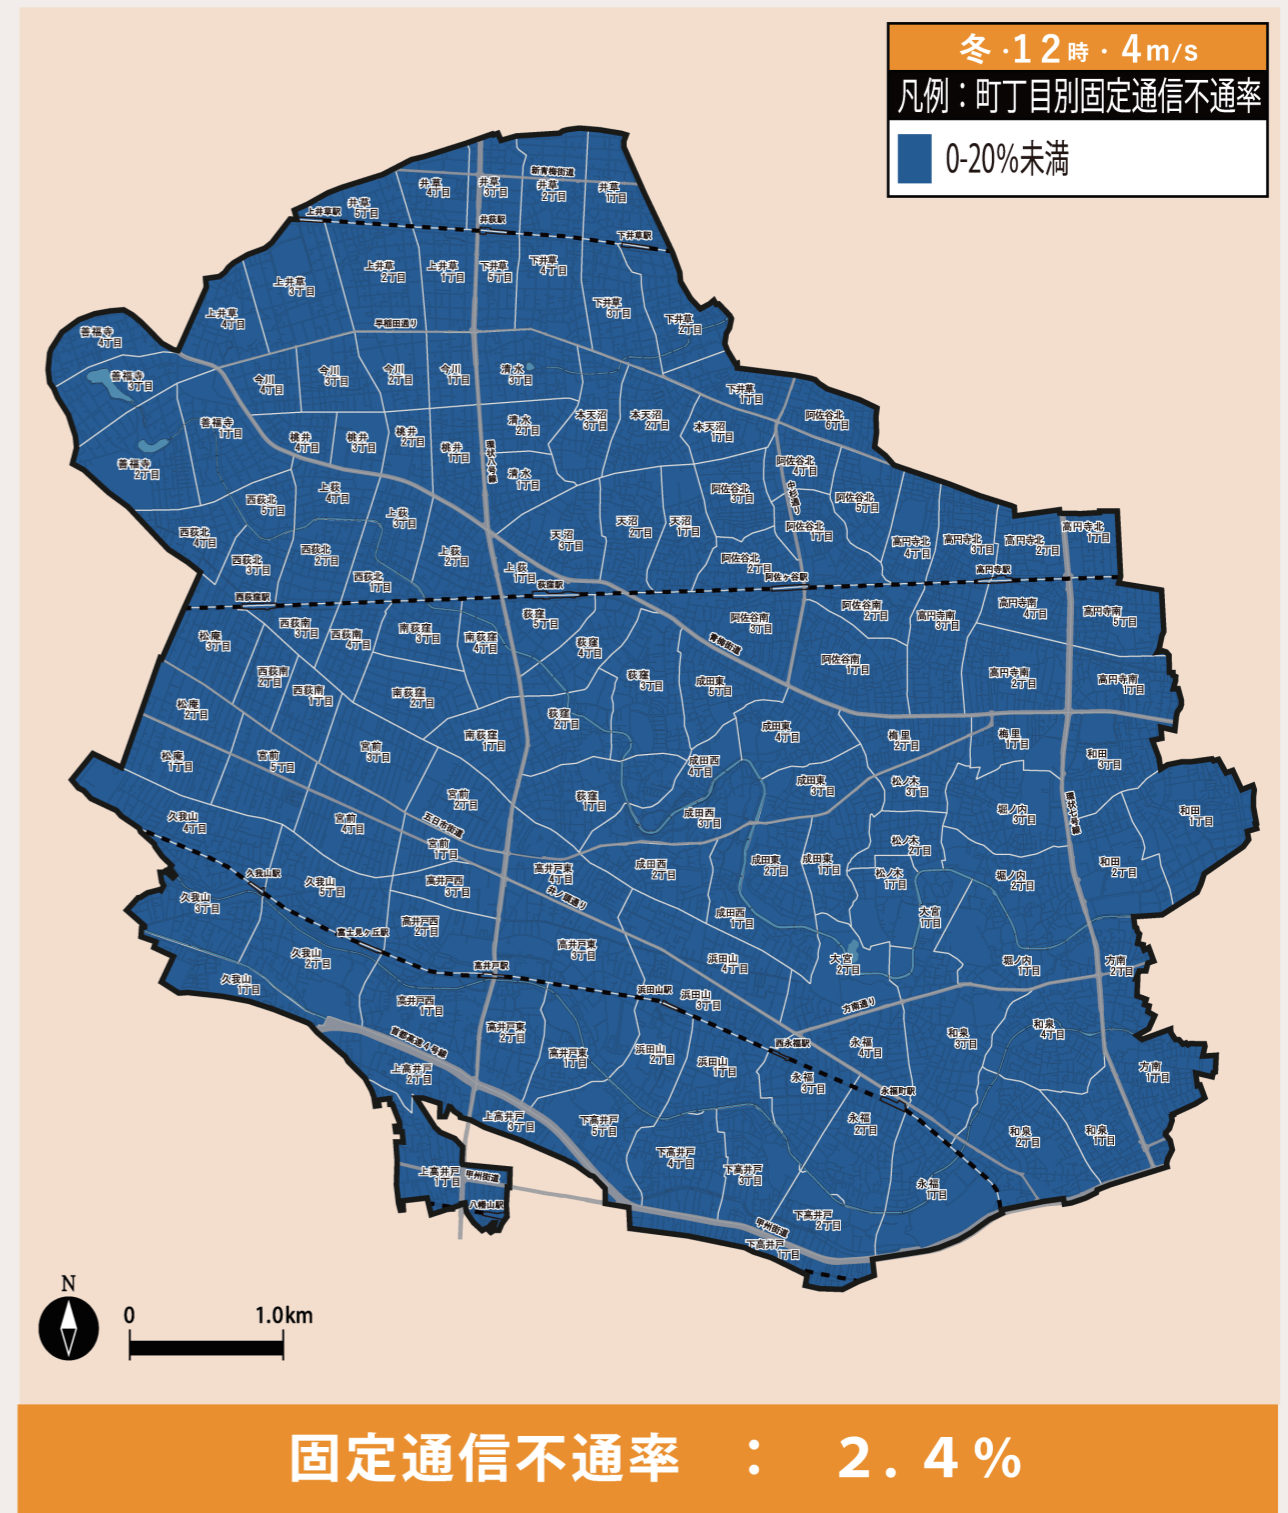 冬・12時・4m/s
凡例：町丁目別固定通信不通率
0-20%未満
新青梅街道
井草
4丁目
井草
3丁目
井草
2丁目
井草
1丁目
井草
5丁目
上井草駅
井荻駅
下井草駅
上井草
3丁目
上井草
2丁目
上井草
1丁目
下井草
5丁目
下井草
4丁目
上井草
4丁目
下井草
3丁目
下井草
2丁目
早稲田通り
善福寺
4丁目
善福寺
3丁目
今川
4丁目
今川
3丁目
今川
2丁目
今川
1丁目
清水
3丁目
下井草
1丁目
善福寺
1丁目
桃井
4丁目
桃井
3丁目
桃井
2丁目
桃井
1丁目
清水
2丁目
本天沼
3丁目
本天沼
2丁目
本天沼
1丁目
阿佐谷北
6丁目
善福寺
2丁目
環状八号線
清水
1丁目
阿佐谷北
4丁目
中杉通り
西荻北
5丁目
上荻
4丁目
上荻
3丁目
阿佐谷北
3丁目
阿佐谷北
5丁目
西荻北
4丁目
西荻北
3丁目
西荻北
2丁目
西荻北
1丁目
上荻
2丁目
上荻
1丁目
天沼
3丁目
天沼
2丁目
天沼
1丁目
阿佐谷北
2丁目
阿佐谷北
1丁目
高円寺北
4丁目
高円寺北
3丁目
高円寺北
2丁目
高円寺北
1丁目
西荻窪駅
荻窪駅
阿佐ヶ谷駅
高円寺駅
松庵
3丁目
西荻南
3丁目
西荻南
4丁目
南荻窪
3丁目
南荻窪
4丁目
荻窪
5丁目
荻窪
4丁目
阿佐谷南
3丁目
阿佐谷南
2丁目
高円寺南
3丁目
高円寺南
4丁目
高円寺南
5丁目
青梅街道
西荻南
2丁目
西荻南
1丁目
南荻窪
2丁目
荻窪
3丁目
成田東
5丁目
阿佐谷南
1丁目
高円寺南
2丁目
高円寺南
1丁目
松庵
2丁目
南荻窪
1丁目
荻窪
2丁目
成田東
4丁目
梅里
2丁目
梅里
1丁目
松庵
1丁目
宮前
5丁目
宮前
3丁目
成田西
4丁目
成田東
3丁目
松ノ木
3丁目
和田
3丁目
宮前
2丁目
荻窪
1丁目
成田西
3丁目
堀ノ内
3丁目
環状七号線
和田
1丁目
久我山
4丁目
宮前
4丁目
五日市街道
宮前
1丁目
松ノ木
2丁目
久我山駅
久我山
5丁目
高井戸西
3丁目
高井戸東
4丁目
井ノ頭通り
成田西
2丁目
成田東
2丁目
成田東
1丁目
松ノ木
1丁目
堀ノ内
2丁目
和田
2丁目
久我山
3丁目
富士見ヶ丘駅
高井戸西
2丁目
成田西
1丁目
大宮
1丁目
久我山
2丁目
高井戸駅
高井戸東
3丁目
浜田山
4丁目
大宮
2丁目
堀ノ内
1丁目
方南
2丁目
久我山
1丁目
高井戸西
1丁目
浜田山駅
浜田山
3丁目
方南通り
首都高速4号線
高井戸東
2丁目
高井戸東
1丁目
浜田山
2丁目
浜田山
1丁目
西永福駅
永福
4丁目
和泉
3丁目
和泉
4丁目
上高井戸
2丁目
永福
3丁目
永福町駅
方南
1丁目
上高井戸
3丁目
下高井戸
5丁目
永福
2丁目
和泉
2丁目
和泉
1丁目
上高井戸
1丁目
甲州街道
八幡山駅
下高井戸
4丁目
下高井戸
3丁目
永福
1丁目
下高井戸
2丁目
甲州街道
下高井戸
1丁目
N
0 1.0km
固定通信不通率 ： 2.4%